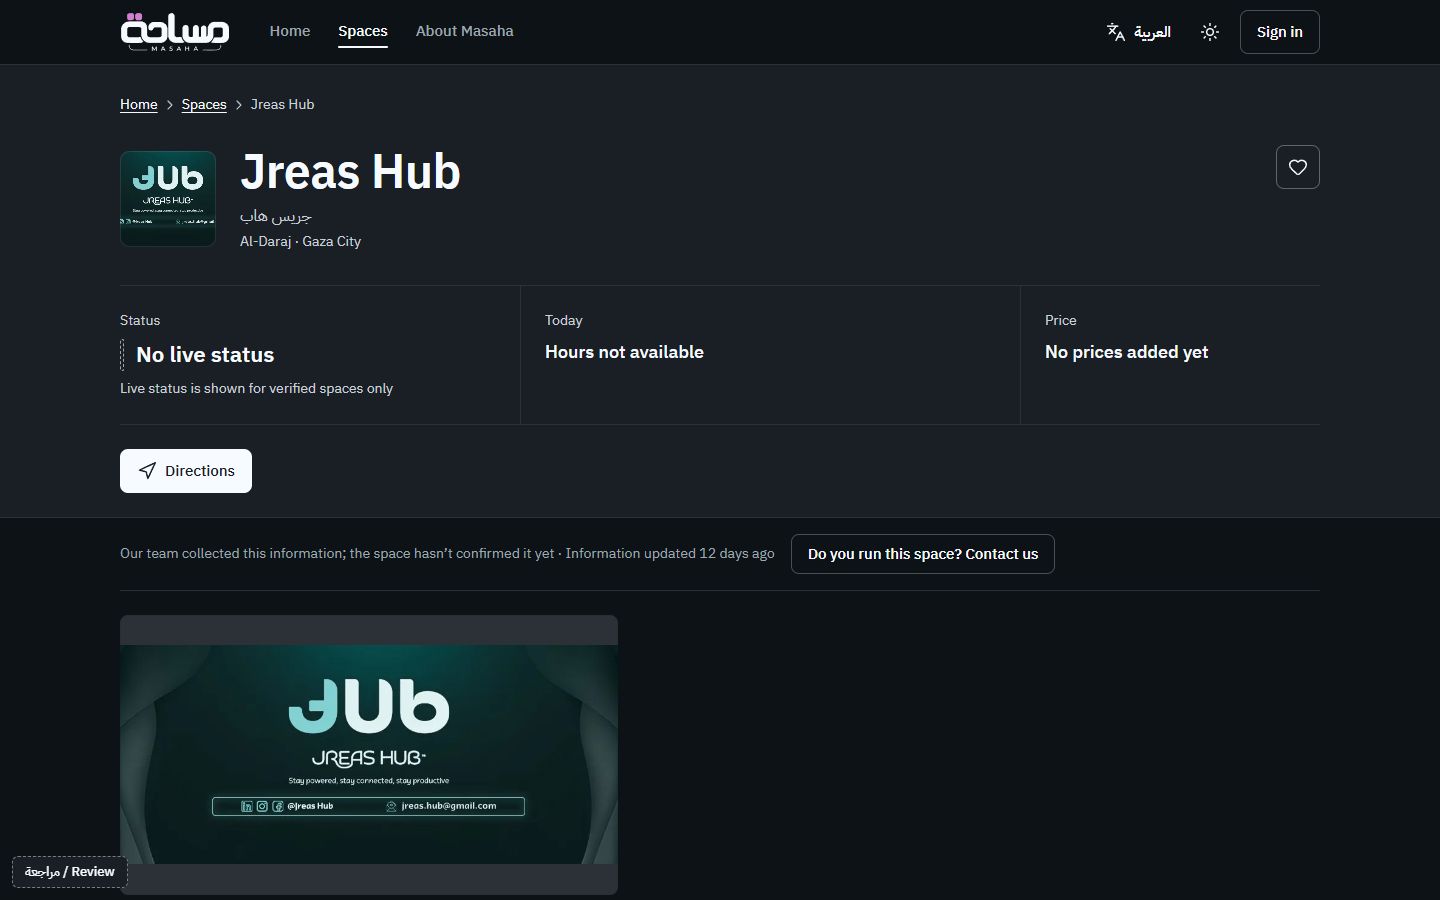 مساحة
MASAHA
Home
Spaces
About Masaha
العربية
Sign in
Home > Spaces > Jreas Hub
Jreas Hub
جريس هاب
Al-Daraj · Gaza City
JUb
JREAS HUB
Status
No live status
Live status is shown for verified spaces only
Today
Hours not available
Price
No prices added yet
Directions
Our team collected this information; the space hasn’t confirmed it yet · Information updated 12 days ago
Do you run this space? Contact us
JUb
JREAS HUB™
Stay powered, stay connected, stay productive
@Jreas Hub
jreas.hub@gmail.com
مراجعة / Review